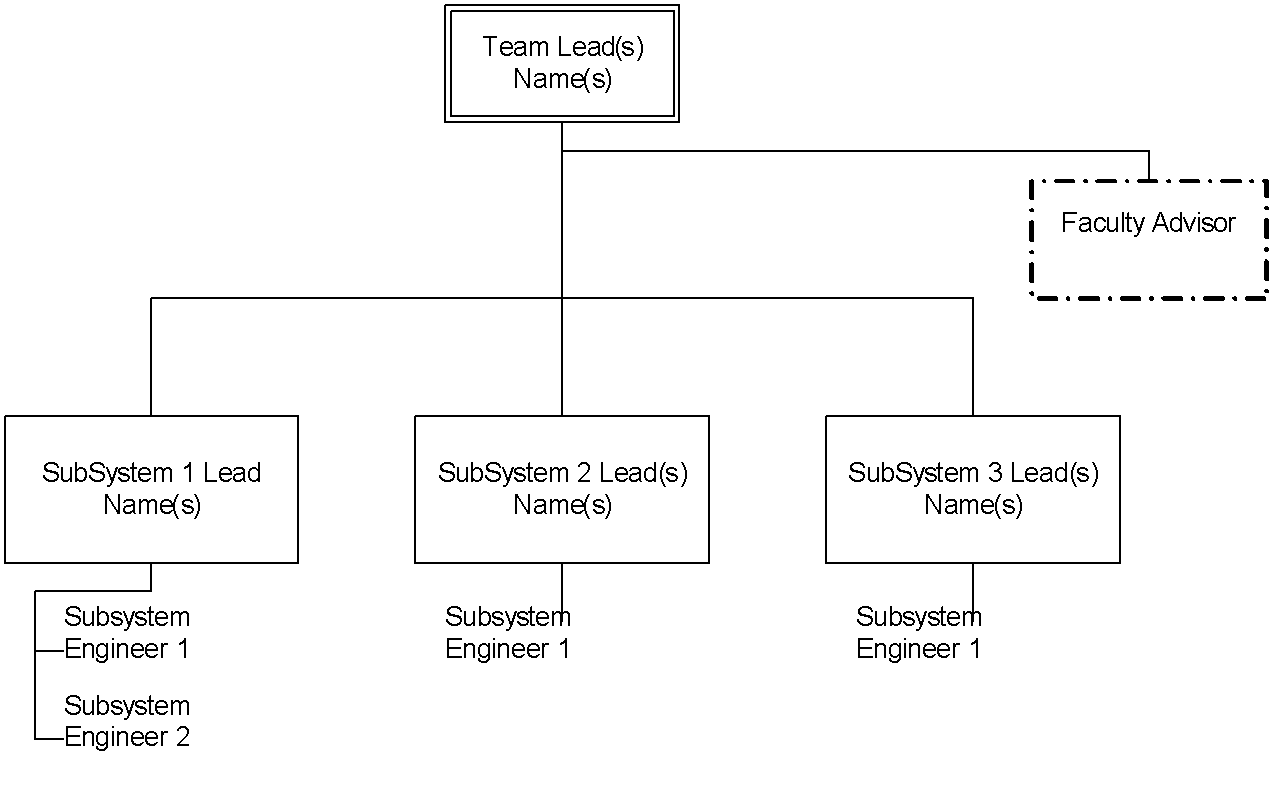 Team Lead(s)
Name(s)
Faculty Advisor
SubSystem 1 Lead
Name(s)
SubSystem 2 Lead(s)
Name(s)
SubSystem 3 Lead(s)
Name(s)
Subsystem
Engineer 1
Subsystem
Engineer 2
Subsystem
Engineer 1
Subsystem
Engineer 1